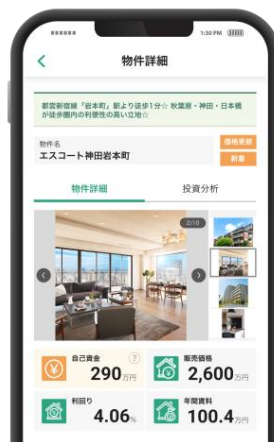 1:30 PM
物件詳細
都営新宿線「岩本町」駅より徒歩1分☆ 秋葉原・神田・日本橋
が徒歩圏内の利便性の高い立地☆
物件名
エスコート神田岩本町
価格更新
新着
物件詳細
投資分析
2/10
自己資金
?
290万円
販売価格
2,600万円
利回り
4.06%
年間賃料
100.4万円